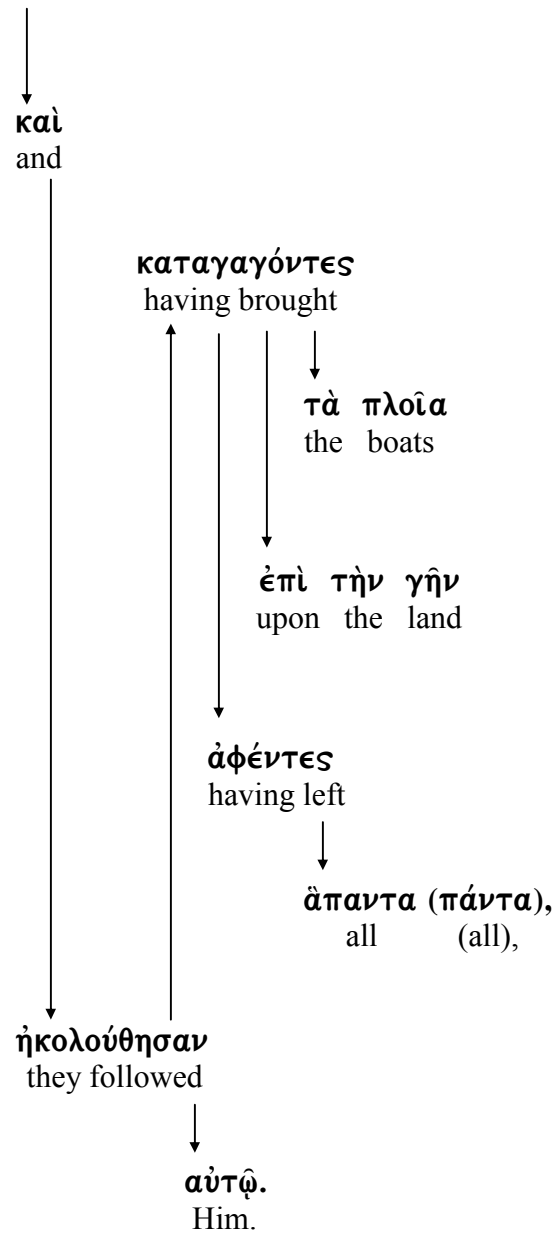 καὶ
and
καταγαγόντες
having brought
τὰ πλοῖα
the boats
ἐπὶ τὴν γῆν
upon the land
ἀφέντες
having left
ἅπαντα (πάντα),
all (all),
ἠκολούθησαν
they followed
αὐτῷ.
Him.